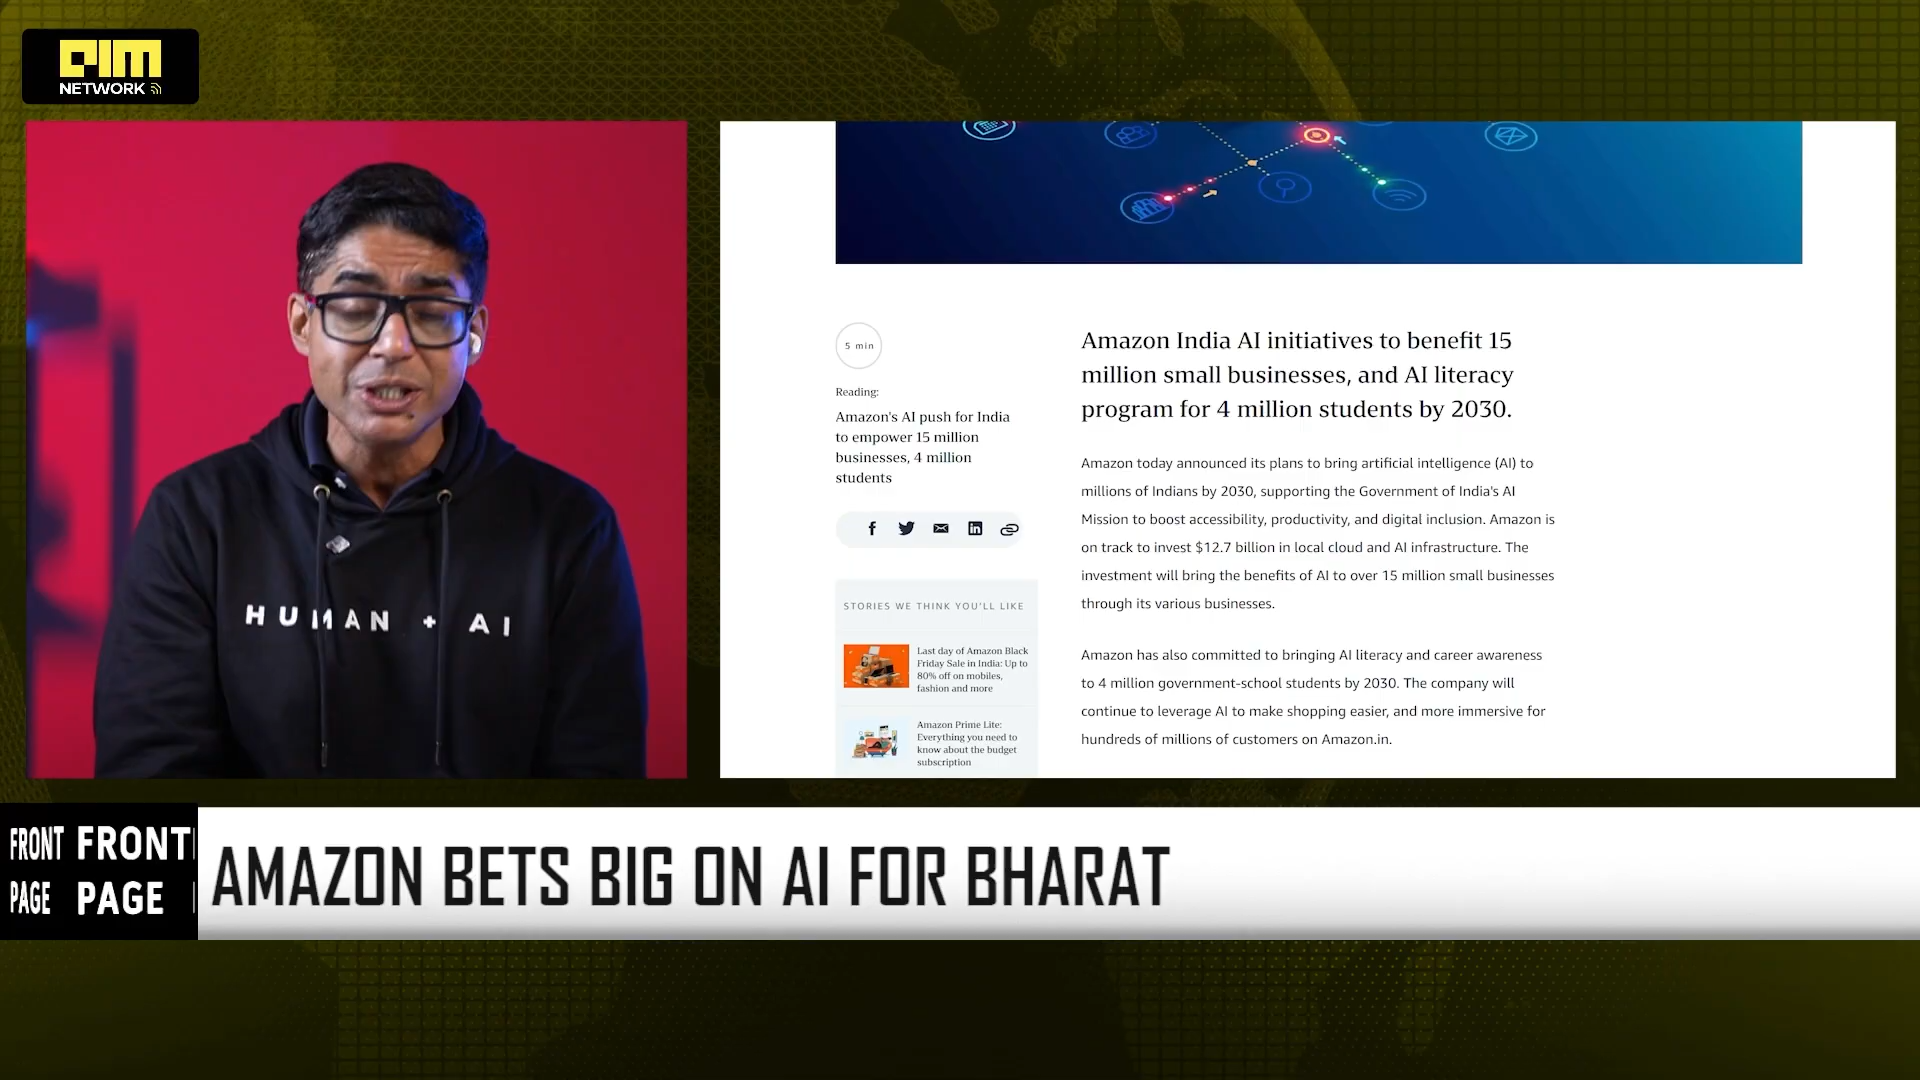 AIM
NETWORK
HUMAN + AI
5 min
Reading:
Amazon's AI push for India
to empower 15 million
businesses, 4 million
students
STORIES WE THINK YOU'LL LIKE
Last day of Amazon Black
Friday Sale in India: Up to
80% off on mobiles,
fashion and more
Amazon Prime Lite:
Everything you need to
know about the budget
subscription
Amazon India AI initiatives to benefit 15
million small businesses, and AI literacy
program for 4 million students by 2030.
Amazon today announced its plans to bring artificial intelligence (AI) to
millions of Indians by 2030, supporting the Government of India's AI
Mission to boost accessibility, productivity, and digital inclusion. Amazon is
on track to invest $12.7 billion in local cloud and AI infrastructure. The
investment will bring the benefits of AI to over 15 million small businesses
through its various businesses.
Amazon has also committed to bringing AI literacy and career awareness
to 4 million government-school students by 2030. The company will
continue to leverage AI to make shopping easier, and more immersive for
hundreds of millions of customers on Amazon.in.
FRONT FRONT
PAGE PAGE
AMAZON BETS BIG ON AI FOR BHARAT